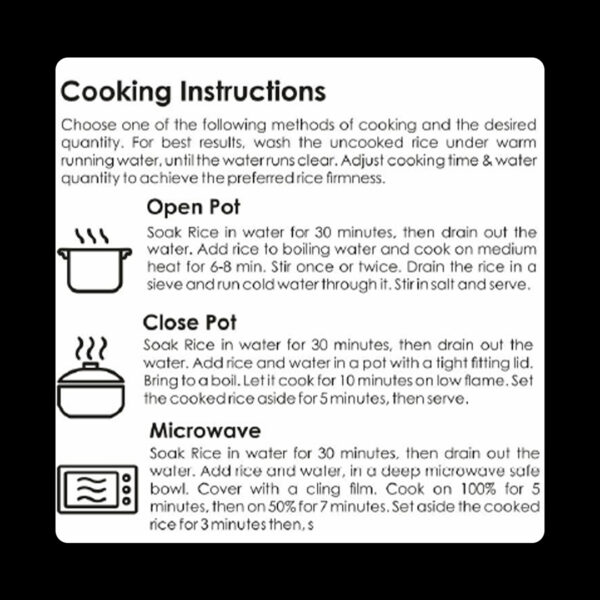 Cooking Instructions
Choose one of the following methods of cooking and the desired
quantity. For best results, wash the uncooked rice under warm
running water, until the water runs clear. Adjust cooking time & water
quantity to achieve the preferred rice firmness.
Open Pot
Soak Rice in water for 30 minutes, then drain out the
water. Add rice to boiling water and cook on medium
heat for 6-8 min. Stir once or twice. Drain the rice in a
sieve and run cold water through it. Stir in salt and serve.
Close Pot
Soak Rice in water for 30 minutes, then drain out the
water. Add rice and water in a pot with a tight fitting lid.
Bring to a boil. Let it cook for 10 minutes on low flame. Set
the cooked rice aside for 5 minutes, then serve.
Microwave
Soak Rice in water for 30 minutes, then drain out the
water. Add rice and water, in a deep microwave safe
bowl. Cover with a cling film. Cook on 100% for 5
minutes, then on 50% for 7 minutes. Set aside the cooked
rice for 3 minutes then, s